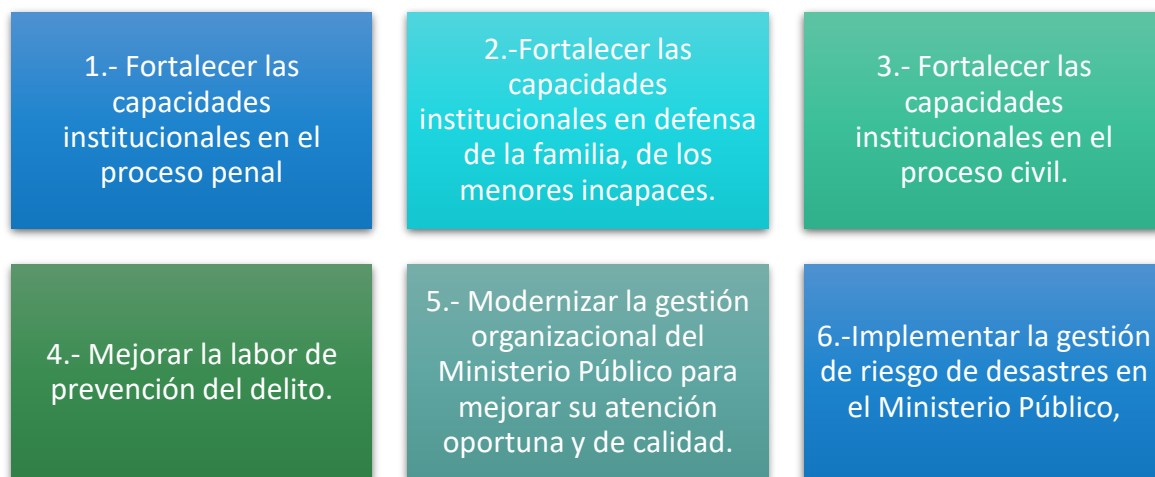 1.- Fortalecer las
capacidades
institucionales en el
proceso penal
2.-Fortalecer las
capacidades
institucionales en defensa
de la familia, de los
menores incapaces.
3.- Fortalecer las
capacidades
institucionales en el
proceso civil.
4.- Mejorar la labor de
prevención del delito.
5.- Modernizar la gestión
organizacional del
Ministerio Público para
mejorar su atención
oportuna y de calidad.
6.-Implementar la gestión
de riesgo de desastres en
el Ministerio Público,